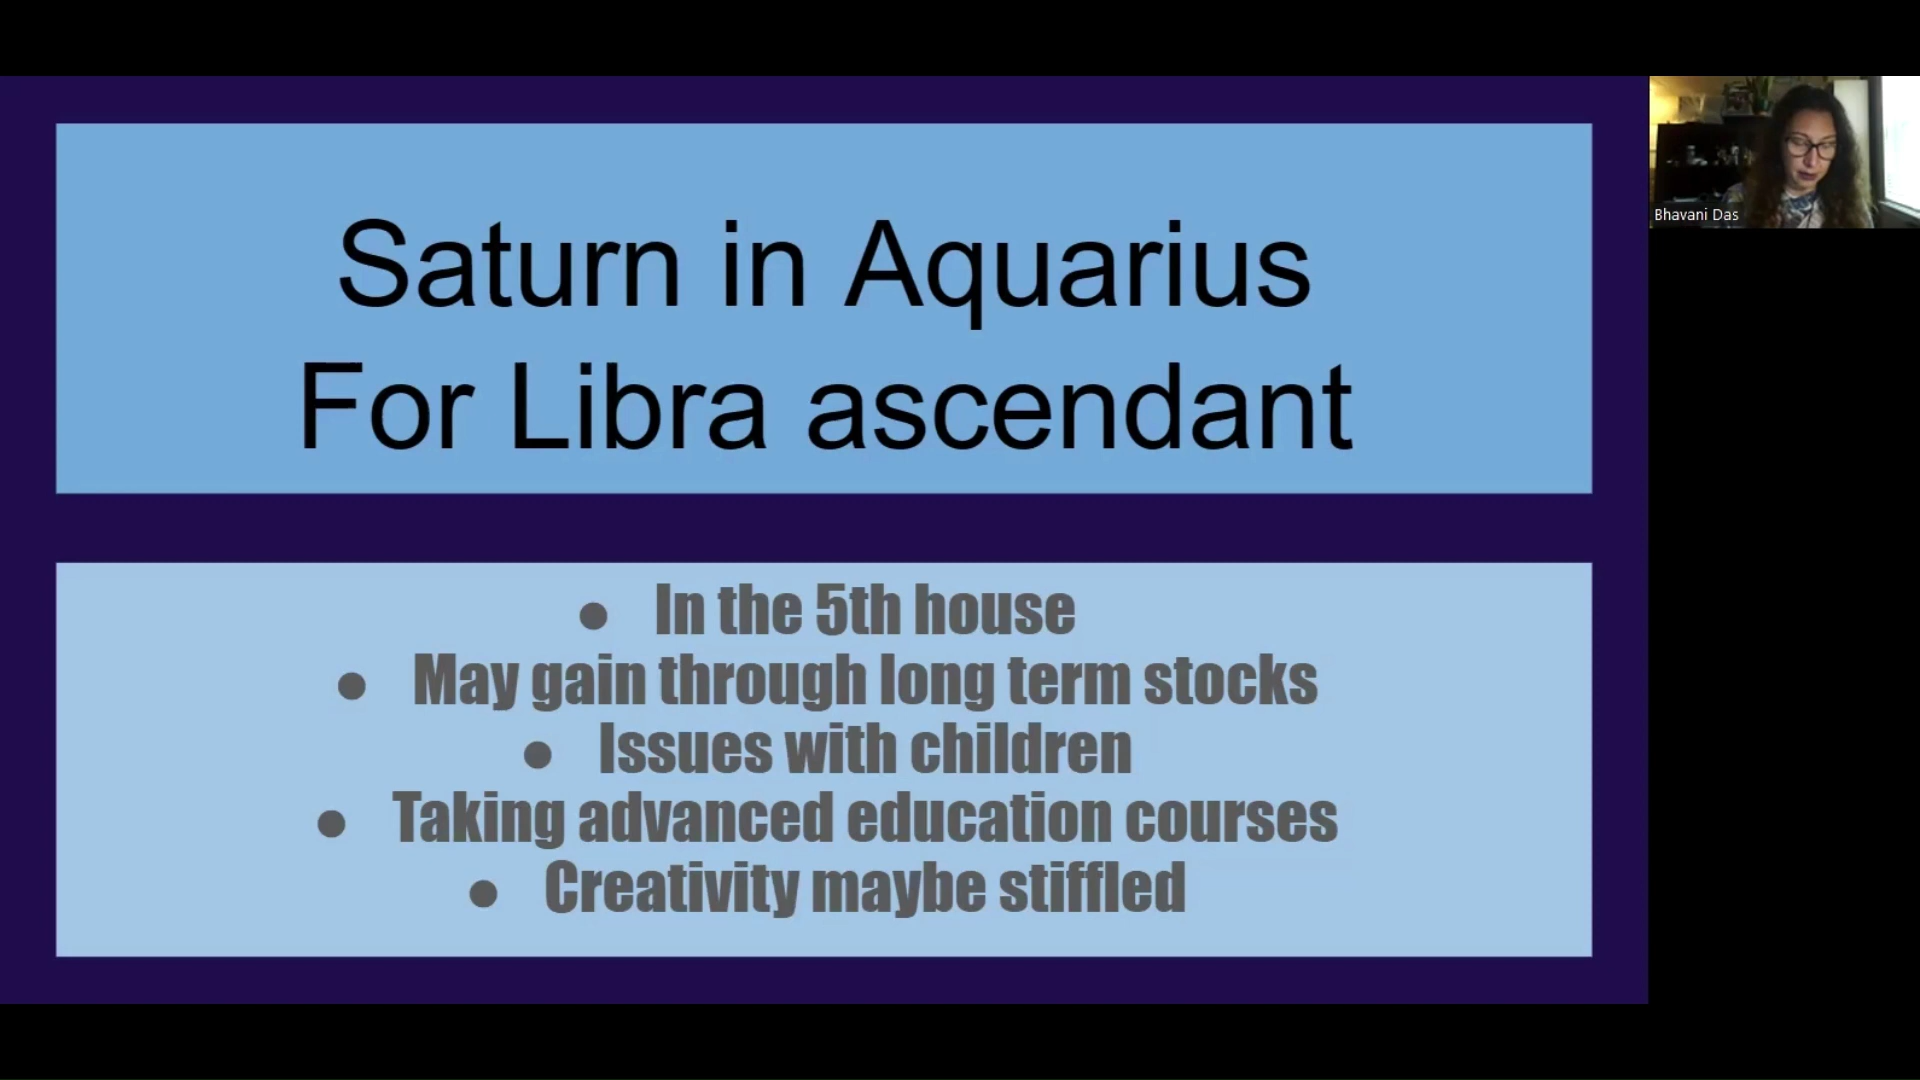 Saturn in Aquarius
For Libra ascendant
● In the 5th house
● May gain through long term stocks
● Issues with children
● Taking advanced education courses
● Creativity maybe stiffled
Bhavani Das